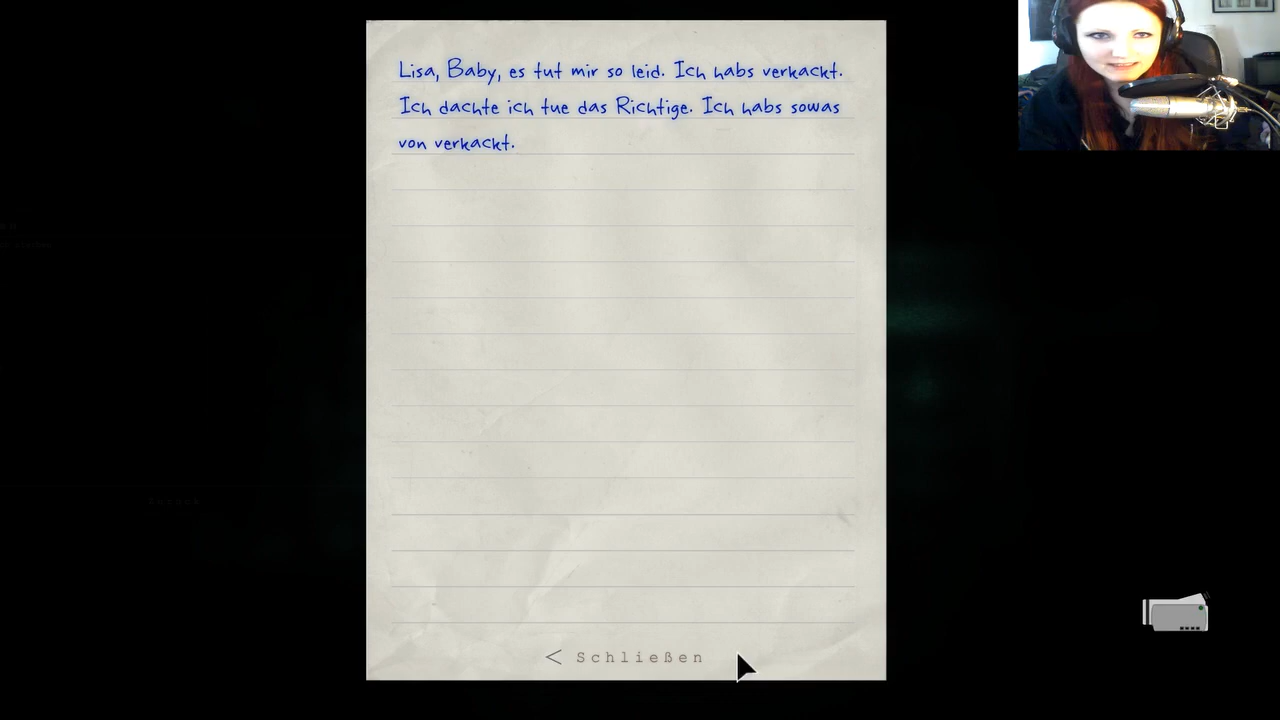 Lisa, Baby, es tut mir so leid. Ich habs verkackt.
Ich dachte ich tue das Richtige. Ich habs sowas
von verkackt.
< Schließen